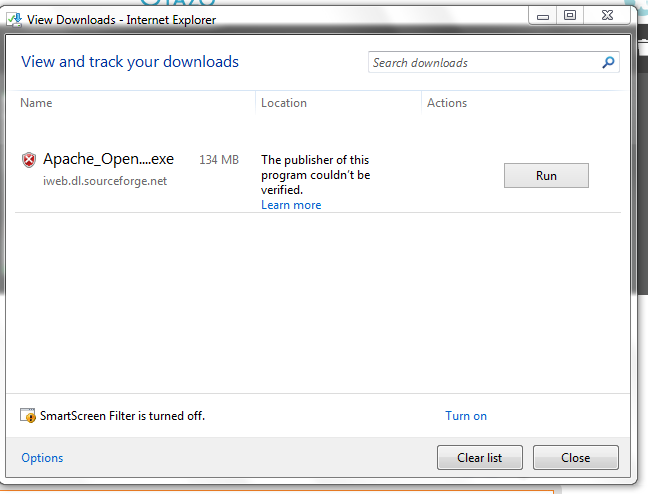 View Downloads - Internet Explorer
View and track your downloads
Search downloads
Name Location Actions
Apache_Open....exe 134 MB
iweb.dl.sourceforge.net
The publisher of this
program couldn't be
verified.
Learn more
Run
SmartScreen Filter is turned off. Turn on
Options Clear list Close